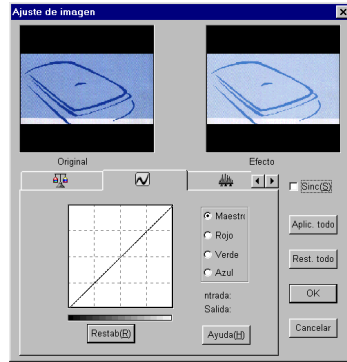 Ajuste de imagen
Original
Efecto
Sinc(S)
Maestro
Rojo
Verde
Azul
Aplic. todo
Rest. todo
ntrada:
Salida:
OK
Restab(R)
Ayuda(H)
Cancelar